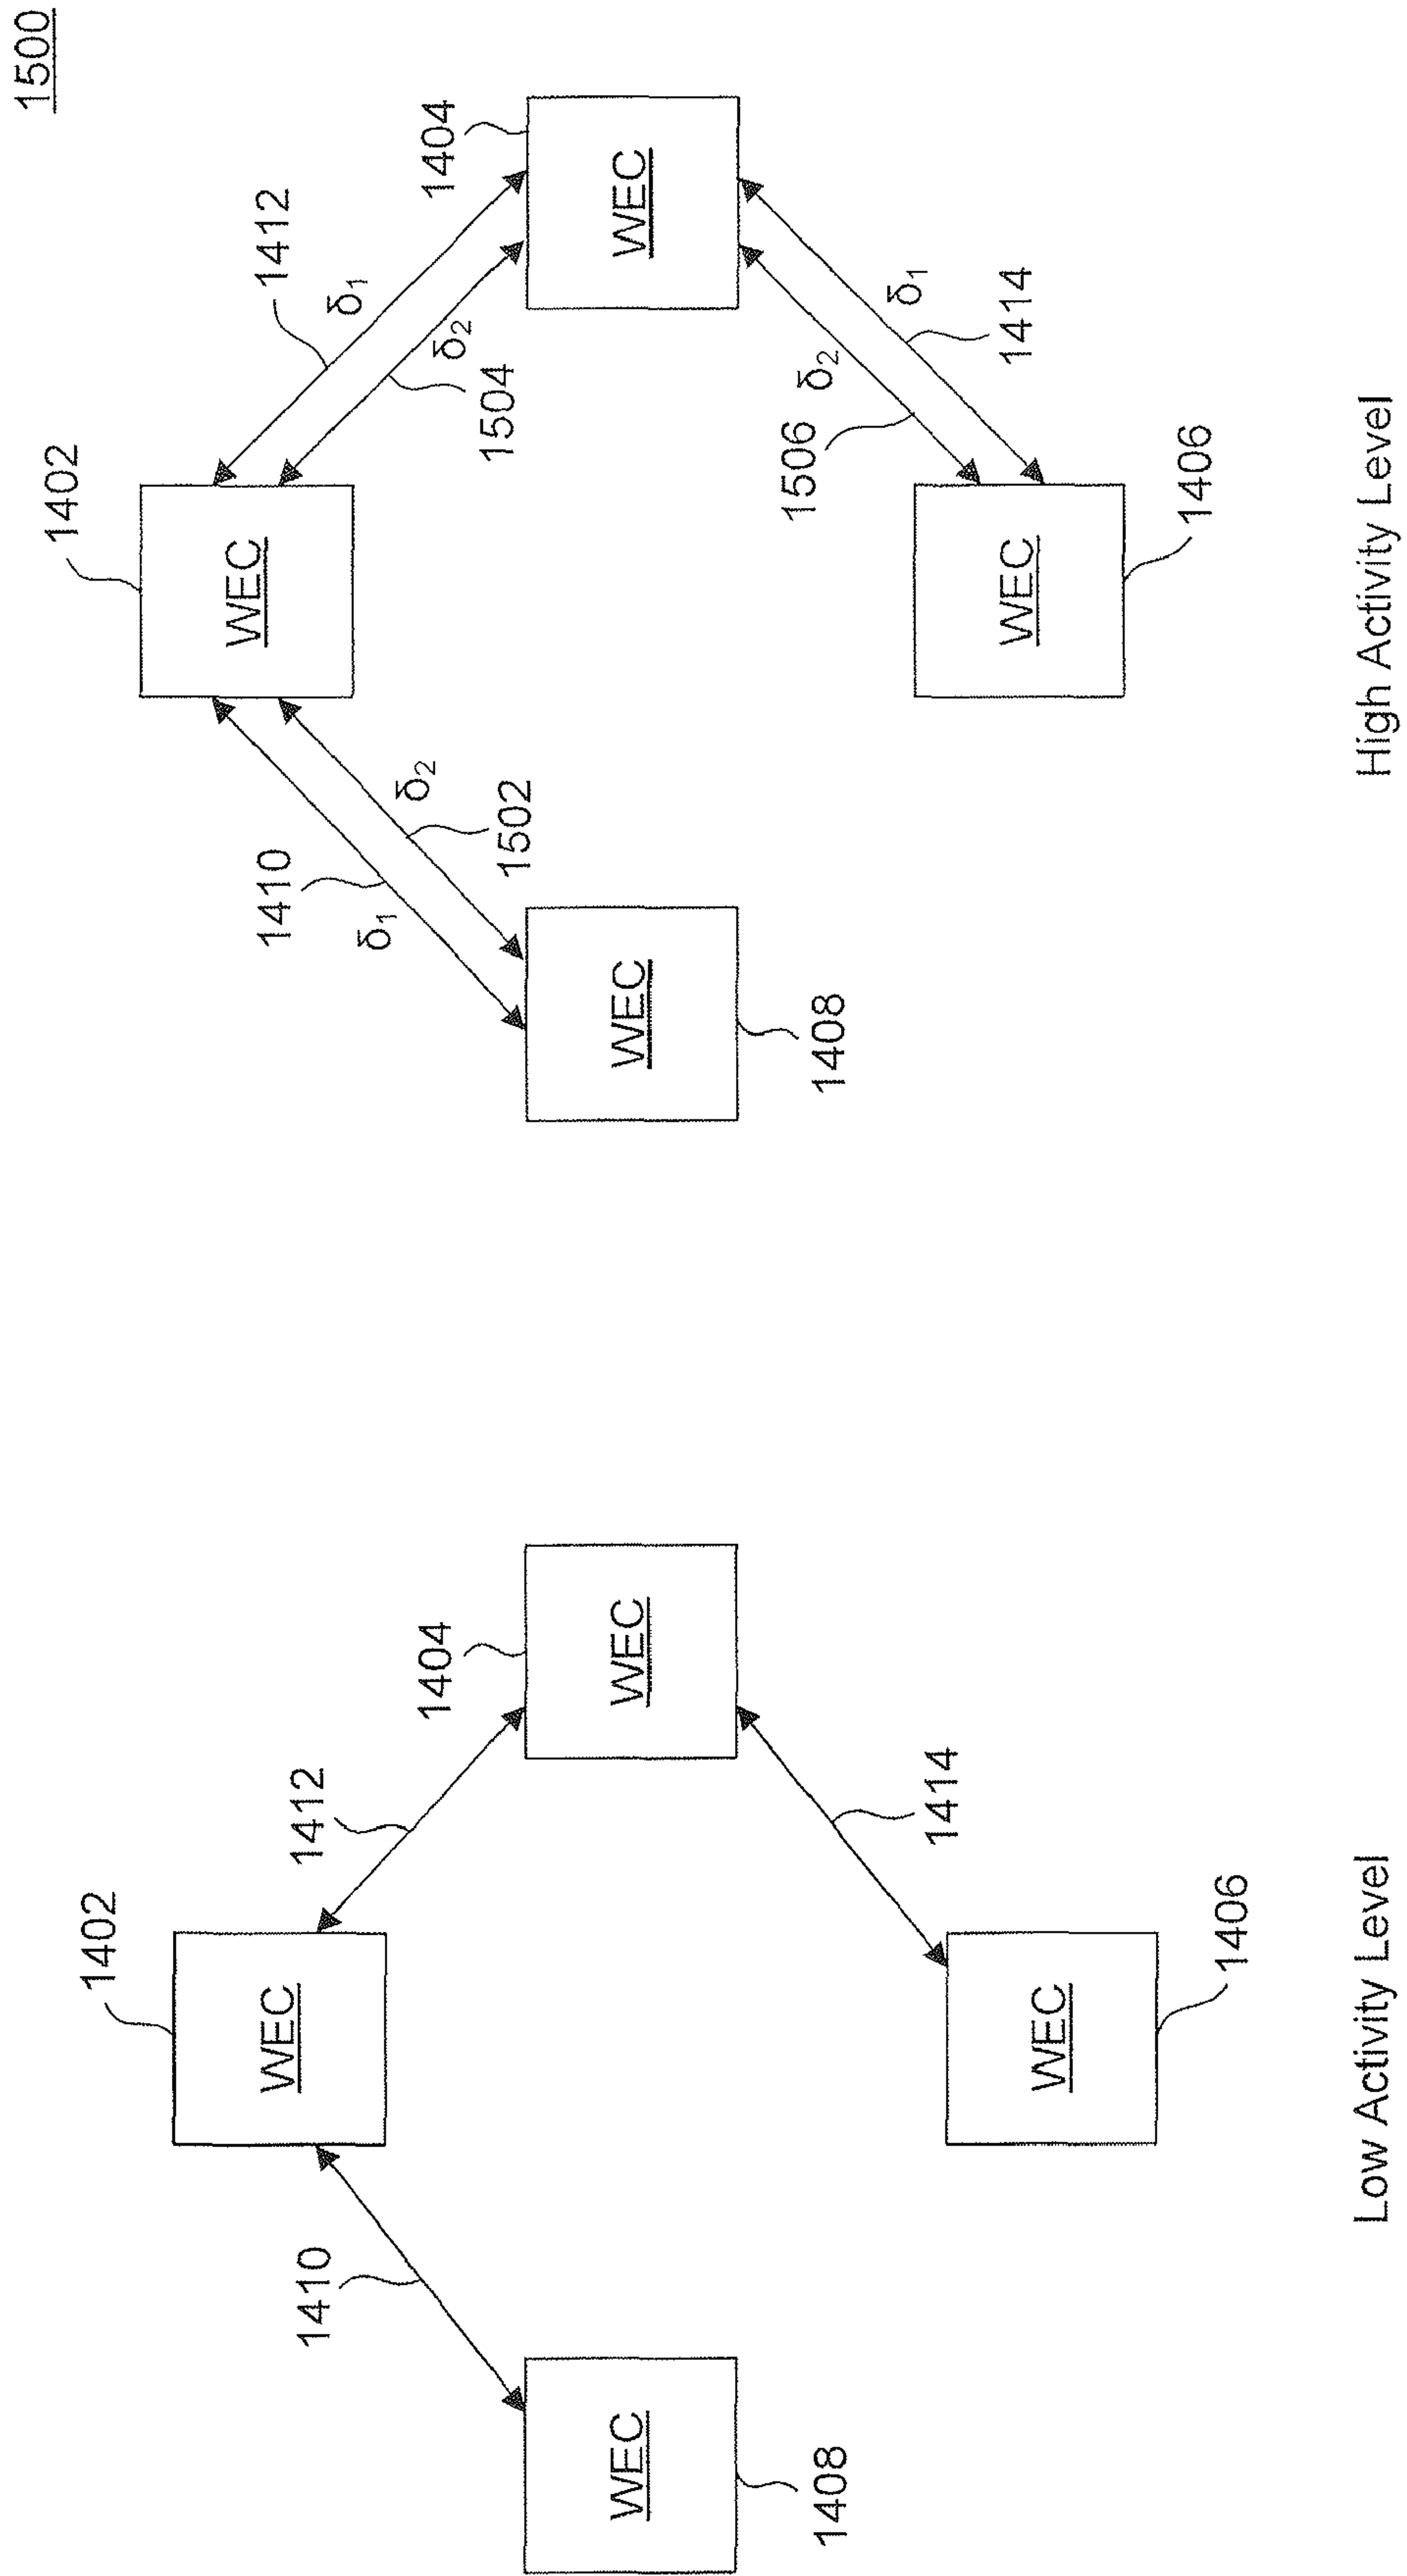 1500
1402
1412
1404
WEC
δ₁
δ₂
1504
WEC
1410
δ₁
δ₂
1502
WEC
1408
1506
δ₂
δ₁
1414
WEC
1406
High Activity Level
1402
1412
1404
WEC
WEC
1410
WEC
1408
1414
WEC
1406
Low Activity Level